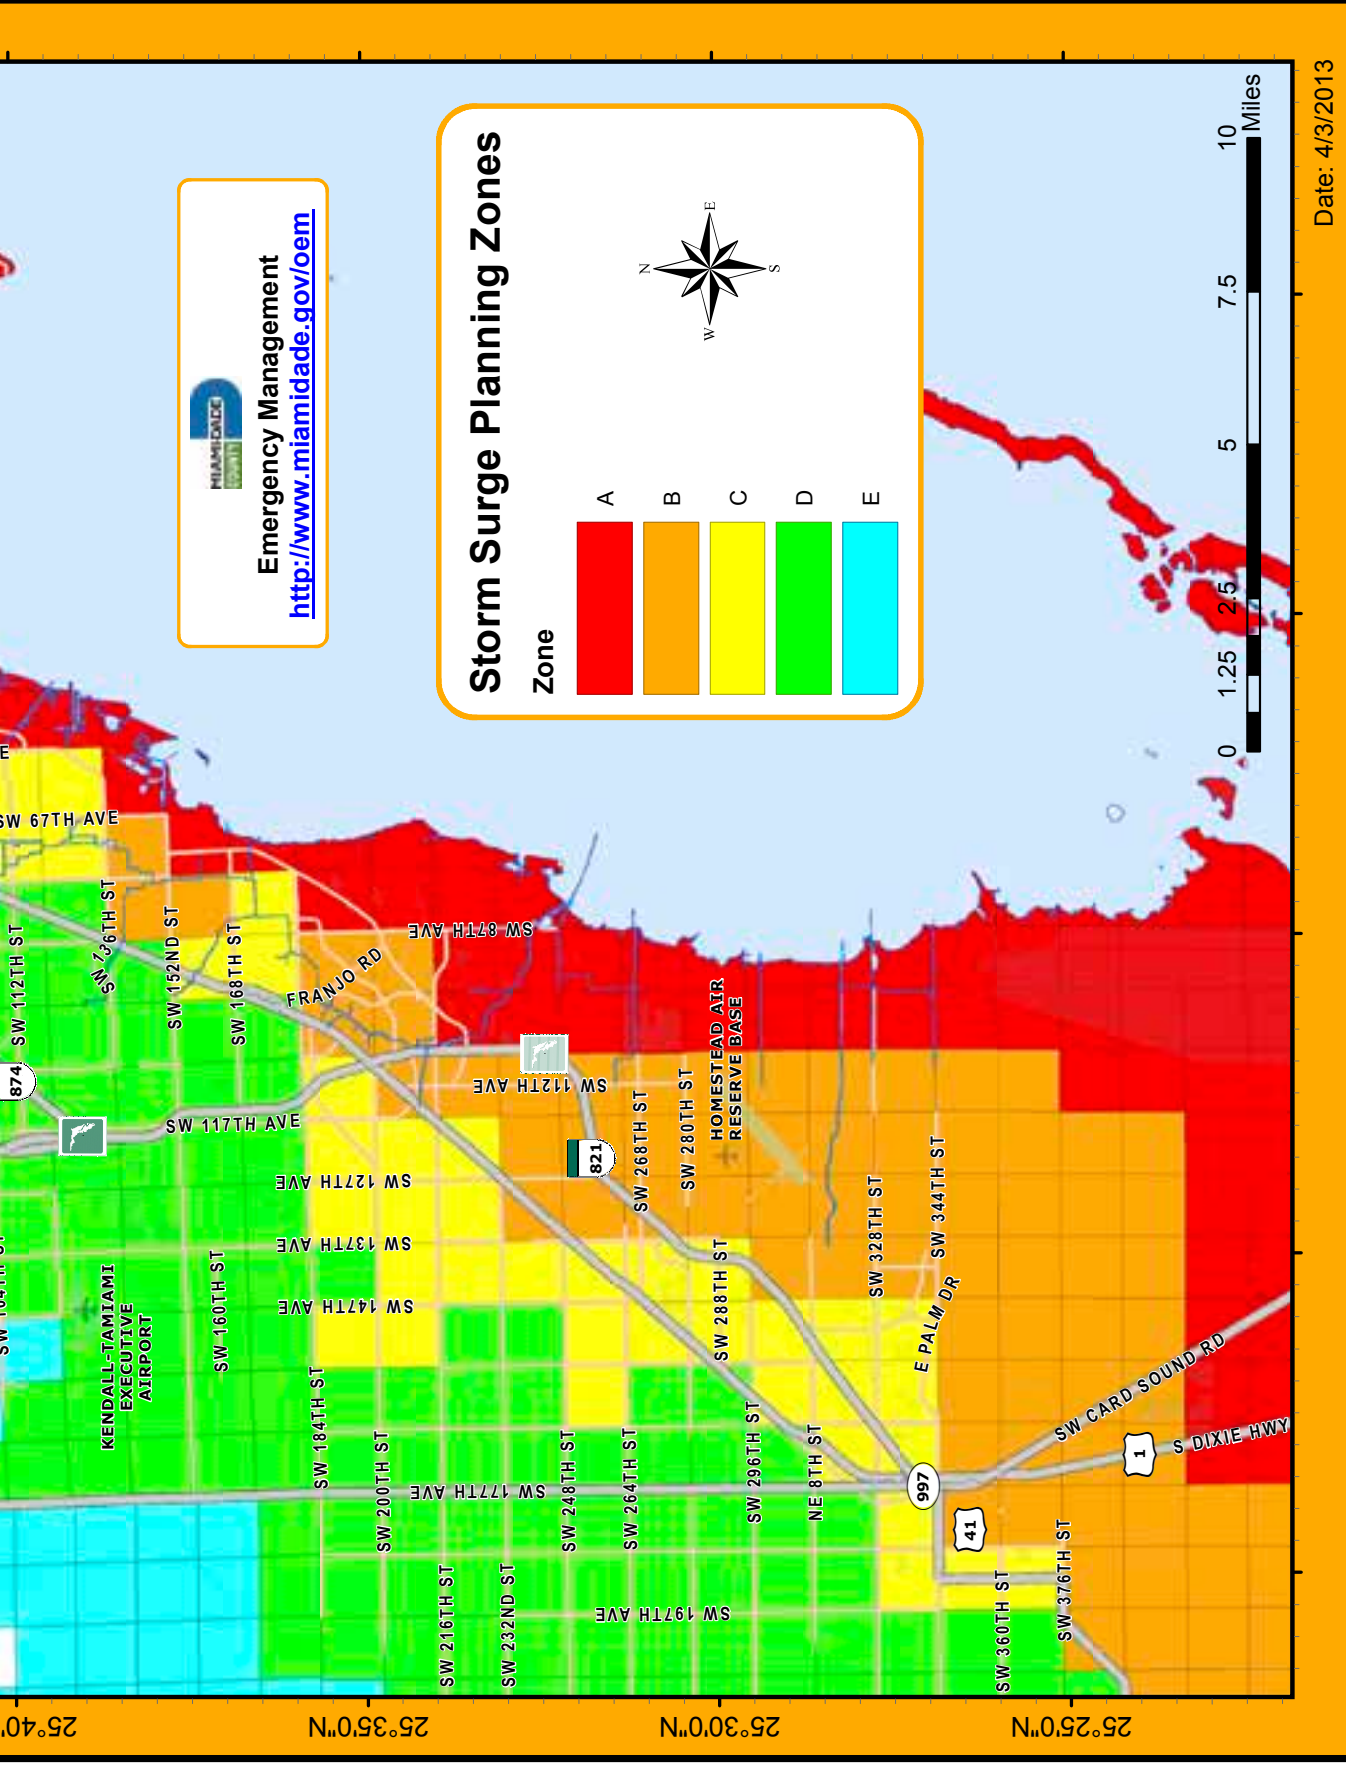 MIAMI-DADE
COUNTY
Emergency Management
http://www.miamidade.gov/oem
Storm Surge Planning Zones
Zone
A
B
C
D
E
N
E
S
W
0
1.25
2.5
5
7.5
10
Miles
Date: 4/3/2013
25°35'0"N
25°30'0"N
25°25'0"N
SW 67TH AVE
SW 112TH ST
SW 136TH ST
SW 152ND ST
SW 168TH ST
FRANJO RD
SW 87TH AVE
874
SW 117TH AVE
SW 112TH AVE
821
SW 268TH ST
SW 280TH ST
HOMESTEAD AIR
RESERVE BASE
SW 127TH AVE
SW 137TH AVE
SW 147TH AVE
KENDALL-TAMIAMI
EXECUTIVE
AIRPORT
SW 160TH ST
SW 184TH ST
SW 200TH ST
SW 177TH AVE
SW 216TH ST
SW 232ND ST
SW 248TH ST
SW 264TH ST
SW 197TH AVE
SW 288TH ST
SW 296TH ST
NE 8TH ST
SW 328TH ST
SW 344TH ST
E PALM DR
997
41
1
SW CARD SOUND RD
S DIXIE HWY
SW 360TH ST
SW 376TH ST